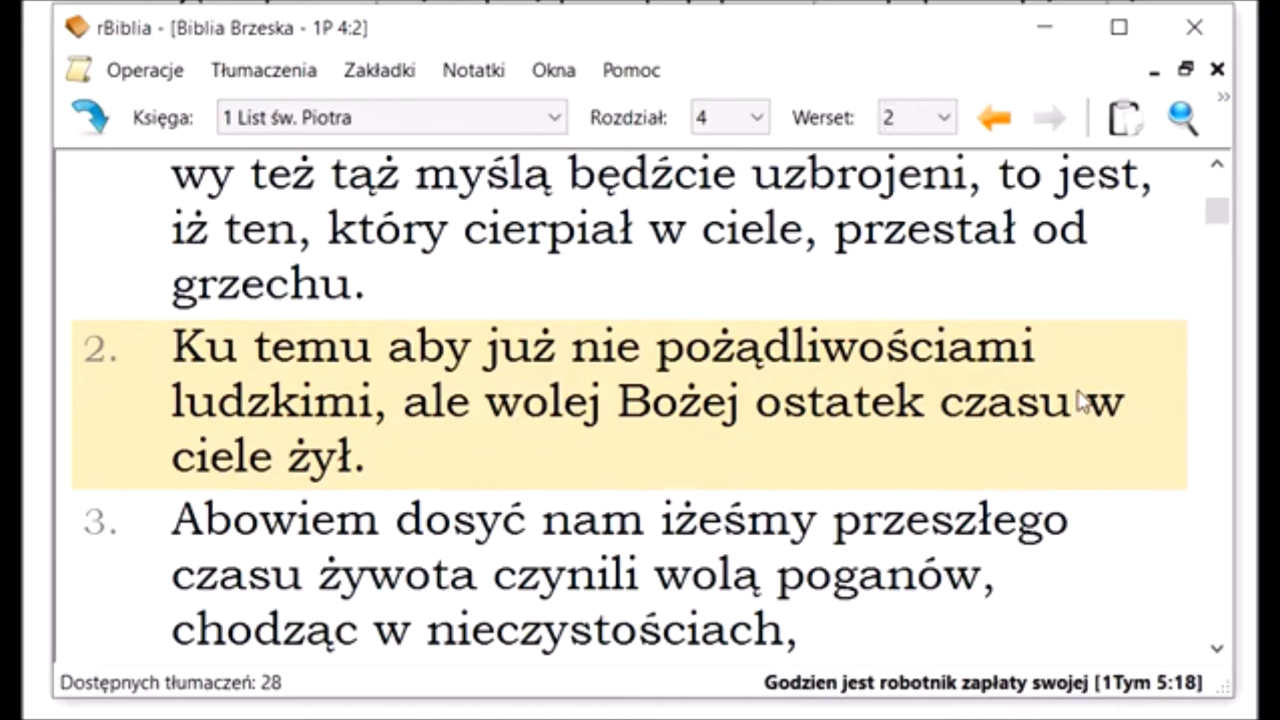 rBiblia - [Biblia Brzeska - 1P 4:2]
Operacje Tłumaczenia Zakładki Notatki Okna Pomoc
Księga: 1 List św. Piotra Rozdział: 4 Werset: 2
wy też tąż myślą będźcie uzbrojeni, to jest,
iż ten, który cierpiał w ciele, przestał od
grzechu.
2. Ku temu aby już nie pożądliwościami
ludzkimi, ale wolej Bożej ostatek czasu w
ciele żył.
3. Abowiem dosyć nam iżeśmy przeszłego
czasu żywota czynili wolą poganów,
chodząc w nieczystościach,
Dostępnych tłumaczeń: 28 Godzien jest robotnik zapłaty swojej [1Tym 5:18]